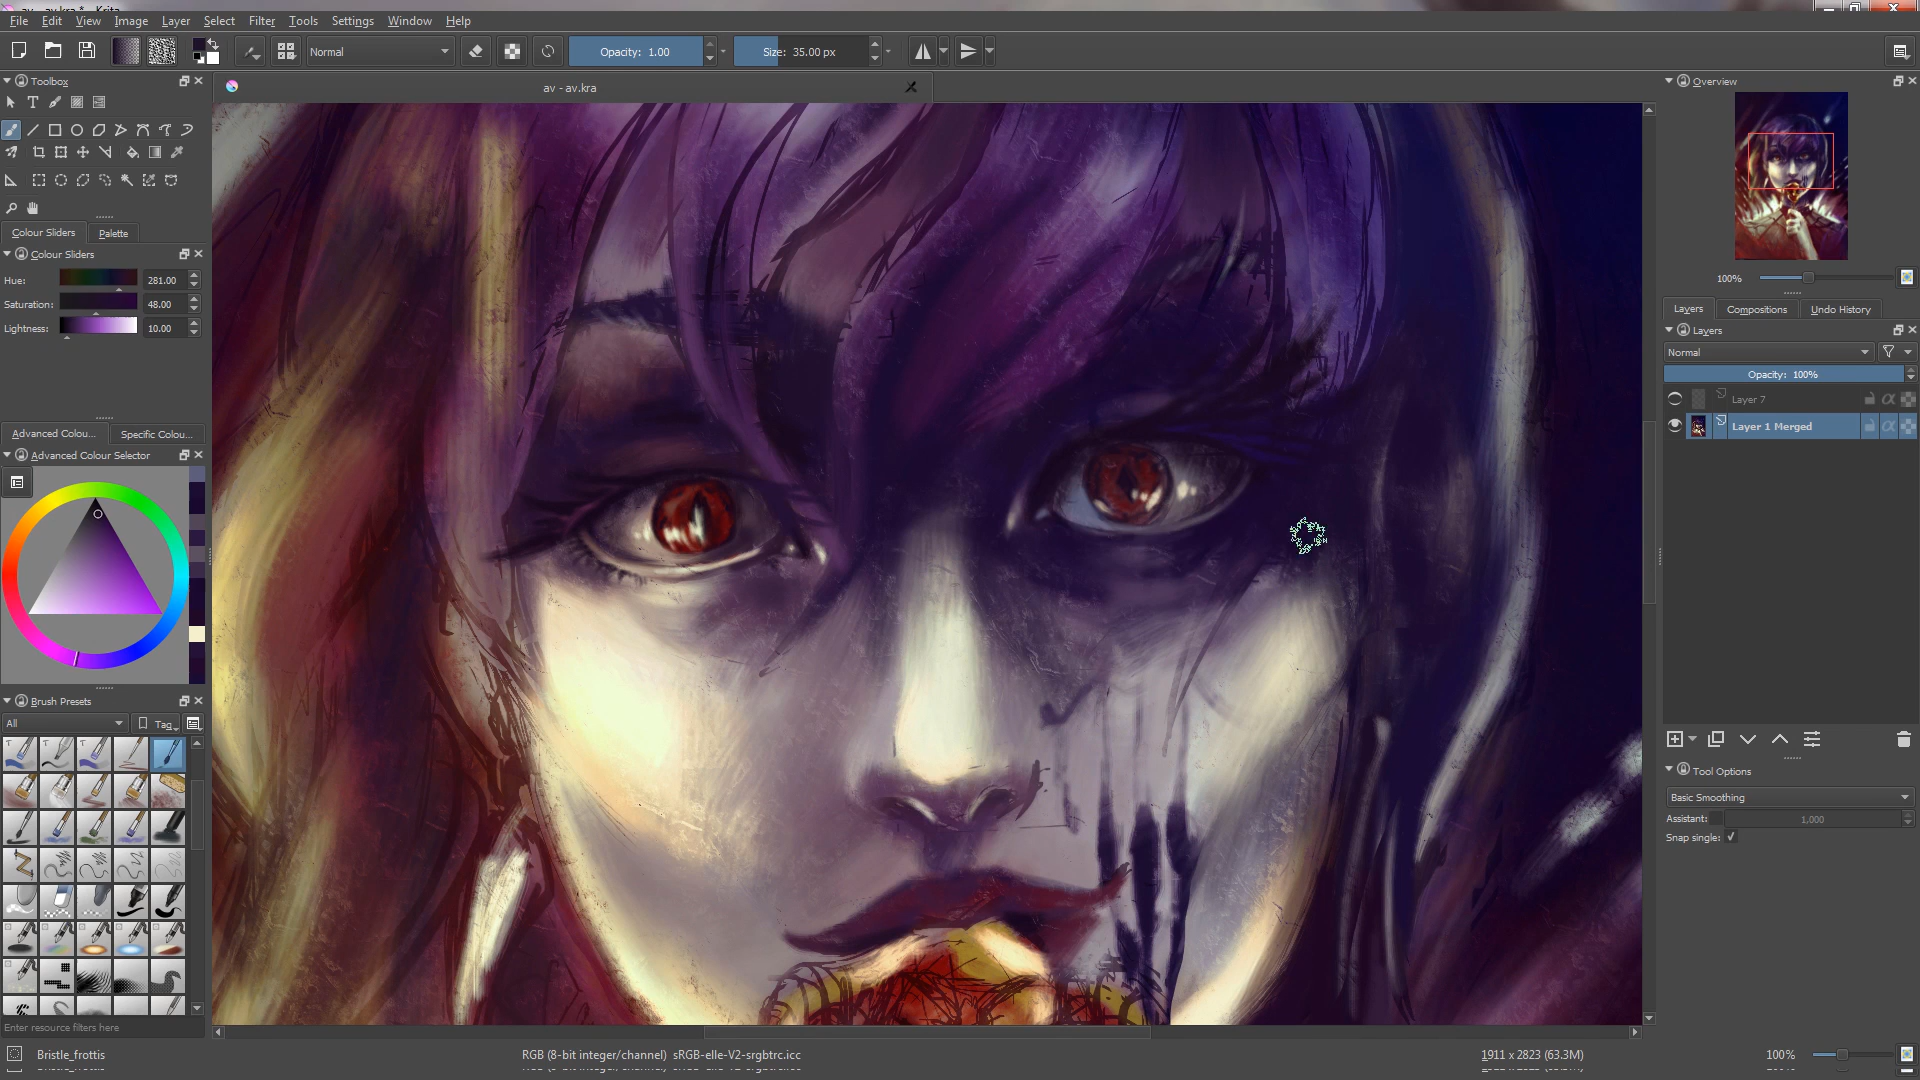 av - av.kra * - Krita
File Edit View Image Layer Select Filter Tools Settings Window Help
Normal Opacity: 1.00 Size: 35.00 px
Toolbox
av - av.kra
Overview
100%
Colour Sliders Palette
Colour Sliders
Hue: 281.00
Saturation: 48.00
Lightness: 10.00
Layers Compositions Undo History
Layers
Normal
Opacity: 100%
Layer 7
Layer 1 Merged
Advanced Colou... Specific Colou...
Advanced Colour Selector
Brush Presets
All Tag
Tool Options
Basic Smoothing
Assistant: 1,000
Snap single:
Enter resource filters here
Bristle_frottis RGB (8-bit integer/channel) sRGB-elle-V2-srgbtrc.icc 1911 x 2823 (63.3M) 100%